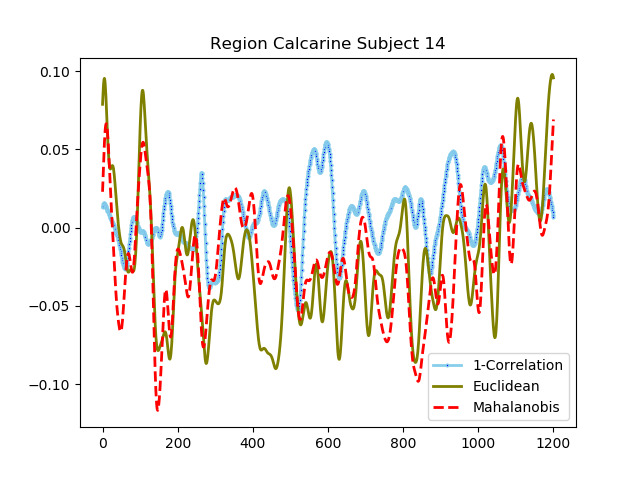 Region Calcarine Subject 14
0.10
0.05
0.00
−0.05
−0.10
0 200 400 600 800 1000 1200
1-Correlation
Euclidean
Mahalanobis